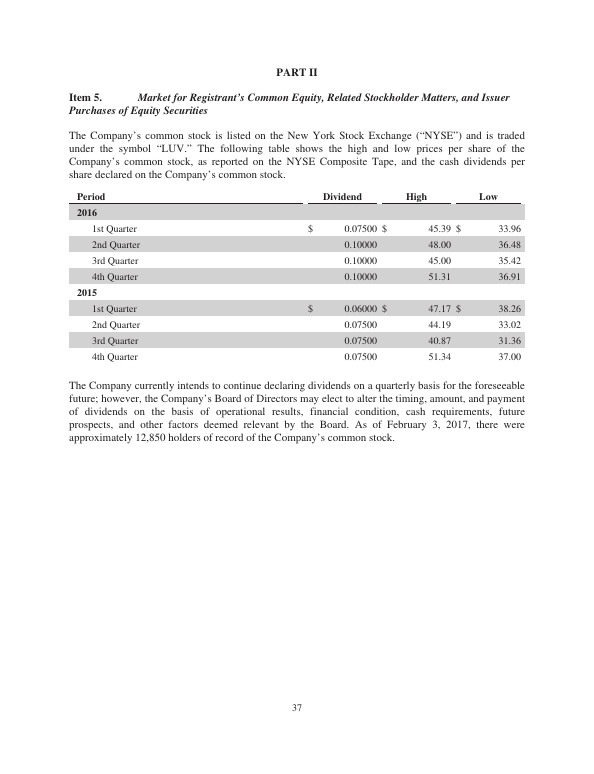 PART II
Item 5. Market for Registrant's Common Equity, Related Stockholder Matters, and Issuer
Purchases of Equity Securities
The Company's common stock is listed on the New York Stock Exchange ("NYSE") and is traded
under the symbol "LUV." The following table shows the high and low prices per share of the
Company's common stock, as reported on the NYSE Composite Tape, and the cash dividends per
share declared on the Company's common stock.
Period Dividend High Low
2016
1st Quarter $ 0.07500 $ 45.39 $ 33.96
2nd Quarter 0.10000 48.00 36.48
3rd Quarter 0.10000 45.00 35.42
4th Quarter 0.10000 51.31 36.91
2015
1st Quarter $ 0.06000 $ 47.17 $ 38.26
2nd Quarter 0.07500 44.19 33.02
3rd Quarter 0.07500 40.87 31.36
4th Quarter 0.07500 51.34 37.00
The Company currently intends to continue declaring dividends on a quarterly basis for the foreseeable
future; however, the Company's Board of Directors may elect to alter the timing, amount, and payment
of dividends on the basis of operational results, financial condition, cash requirements, future
prospects, and other factors deemed relevant by the Board. As of February 3, 2017, there were
approximately 12,850 holders of record of the Company's common stock.
37